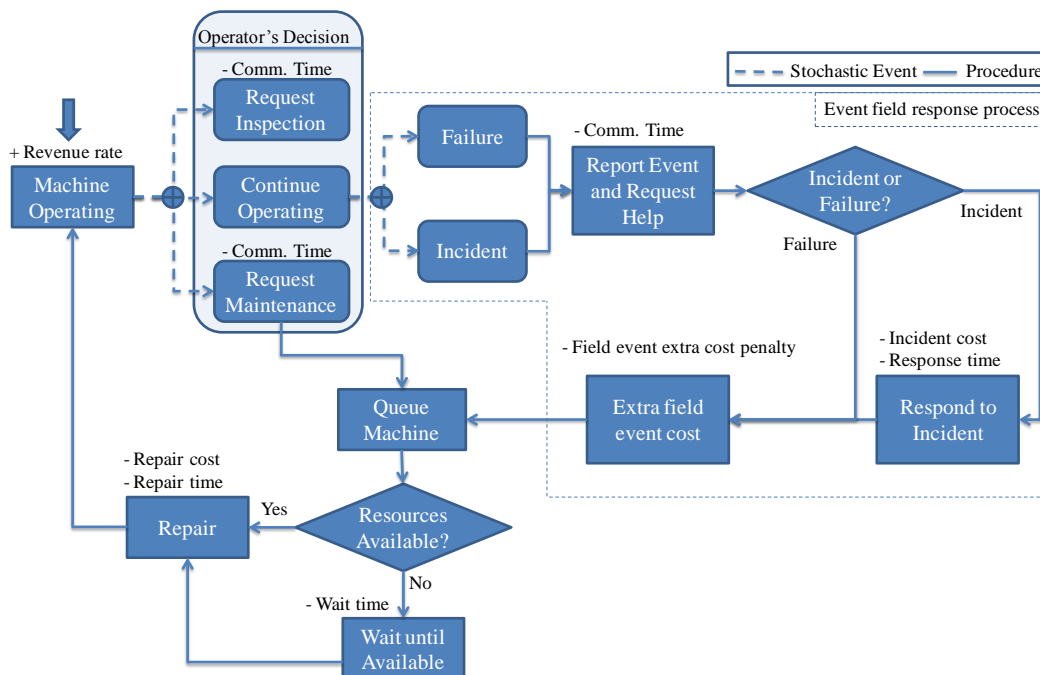 Operator's Decision
- Comm. Time
Request
Inspection
Stochastic Event
Procedure
Event field response process
+ Revenue rate
Machine
Operating
Continue
Operating
- Comm. Time
Request
Maintenance
Failure
Incident
- Comm. Time
Report Event
and Request
Help
Incident or
Failure?
Incident
Failure
- Incident cost
- Response time
Respond to
Incident
- Field event extra cost penalty
Extra field
event cost
Queue
Machine
Resources
Available?
Yes
No
- Repair cost
- Repair time
Repair
- Wait time
Wait until
Available